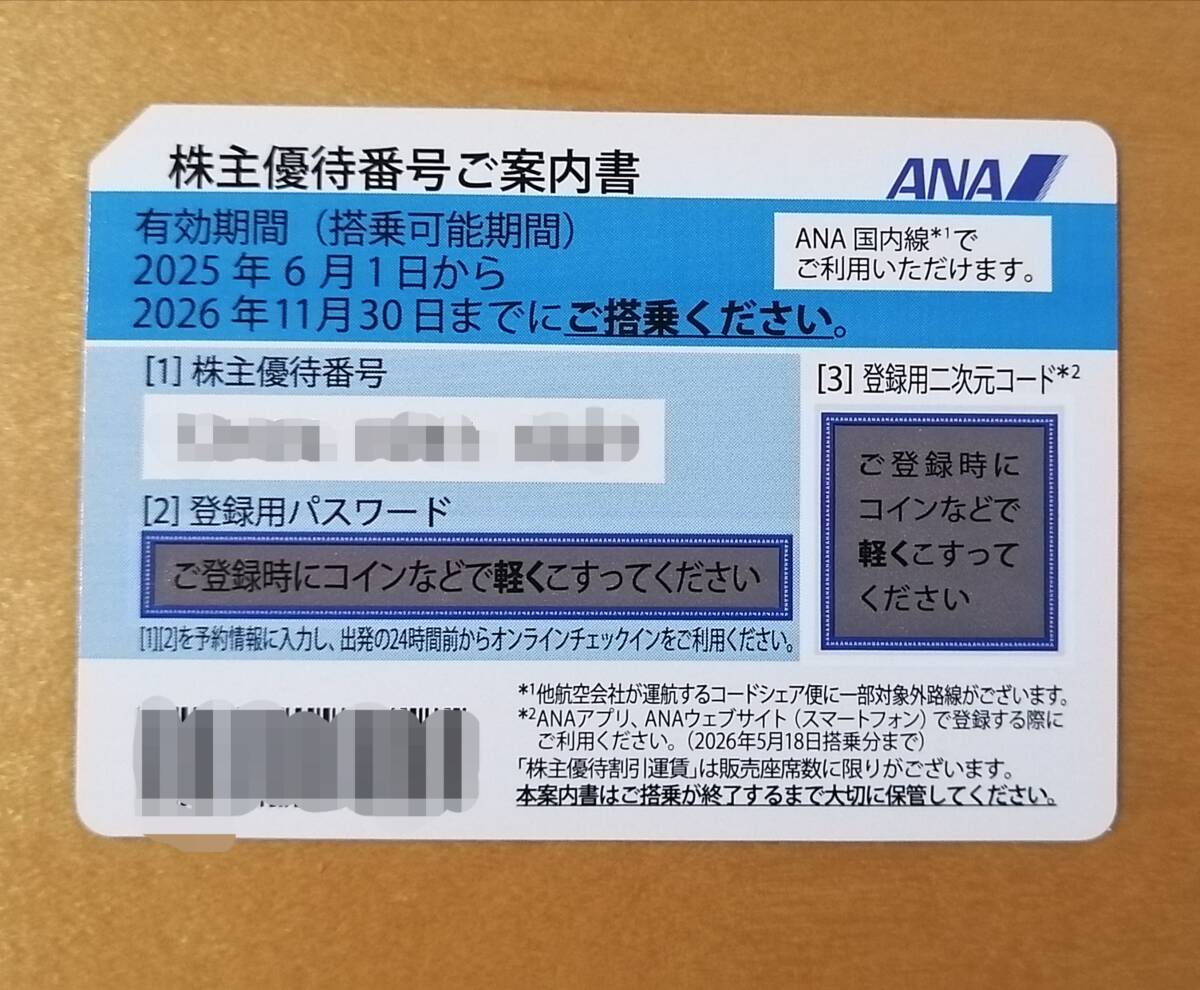 株主優待番号ご案内書
ANA
有効期間（搭乗可能期間）
2025年6月1日から
2026年11月30日までにご搭乗ください。
ANA国内線*1で
ご利用いただけます。
[1] 株主優待番号
[2] 登録用パスワード
ご登録時にコインなどで軽くこすってください
[1][2]を予約情報に入力し、出発の24時間前からオンラインチェックインをご利用ください。
[3] 登録用二次元コード*2
ご登録時に
コインなどで
軽くこすって
ください
*1他航空会社が運航するコードシェア便に一部対象外路線がございます。
*2ANAアプリ、ANAウェブサイト（スマートフォン）で登録する際に
ご利用ください。（2026年5月18日搭乗分まで）
「株主優待割引運賃」は販売座席数に限りがございます。
本案内書はご搭乗が終了するまで大切に保管してください。